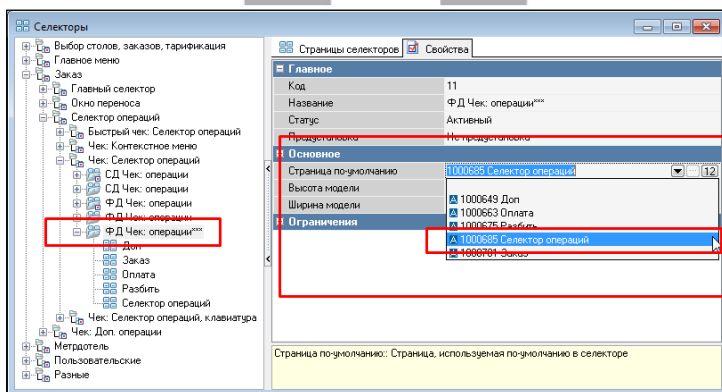 Селекторы
Выбор столов, заказов, тарификация
Главное меню
Заказ
Главный селектор
Окно переноса
Селектор операций
Быстрый чек: Селектор операций
Чек: Контекстное меню
Чек: Селектор операций
СД Чек: операции
СД Чек: операции
ФД Чек: операции
ФД Чек: операции
ФД Чек: операции***
Доп
Заказ
Оплата
Разбить
Селектор операций
Чек: Селектор операций, клавиатура
Чек: Доп. операции
Метрдотель
Пользовательские
Разные
Страницы селекторов Свойства
Главное
Код 11
Название ФД Чек: операции***
Статус Активный
Предустановка Не предустановка
Основное
Страница по-умолчанию 1000685 Селектор операций 12
Высота модели
Ширина модели
Ограничения
1000649 Доп
1000663 Оплата
1000675 Разбить
1000685 Селектор операций
1000701 Заказ
Страница по-умолчанию:: Страница, используемая по-умолчанию в селекторе